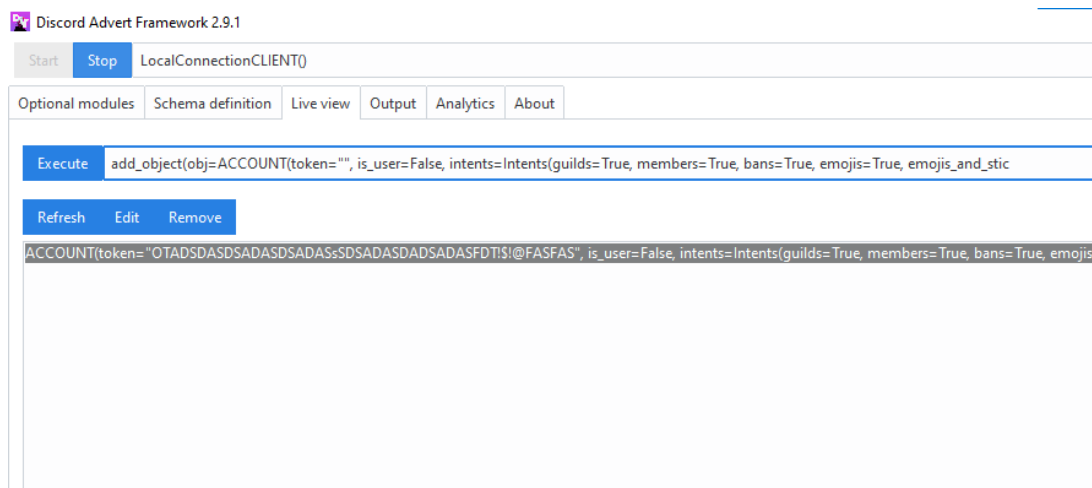 Discord Advert Framework 2.9.1
Start Stop LocalConnectionCLIENT()
Optional modules Schema definition Live view Output Analytics About
Execute add_object(obj=ACCOUNT(token="", is_user=False, intents=Intents(guilds=True, members=True, bans=True, emojis=True, emojis_and_stic
Refresh Edit Remove
ACCOUNT(token="OTADSDASDSADASDSADASsSDSADASDADSADASFDT!$!@FASFAS", is_user=False, intents=Intents(guilds=True, members=True, bans=True, emojis